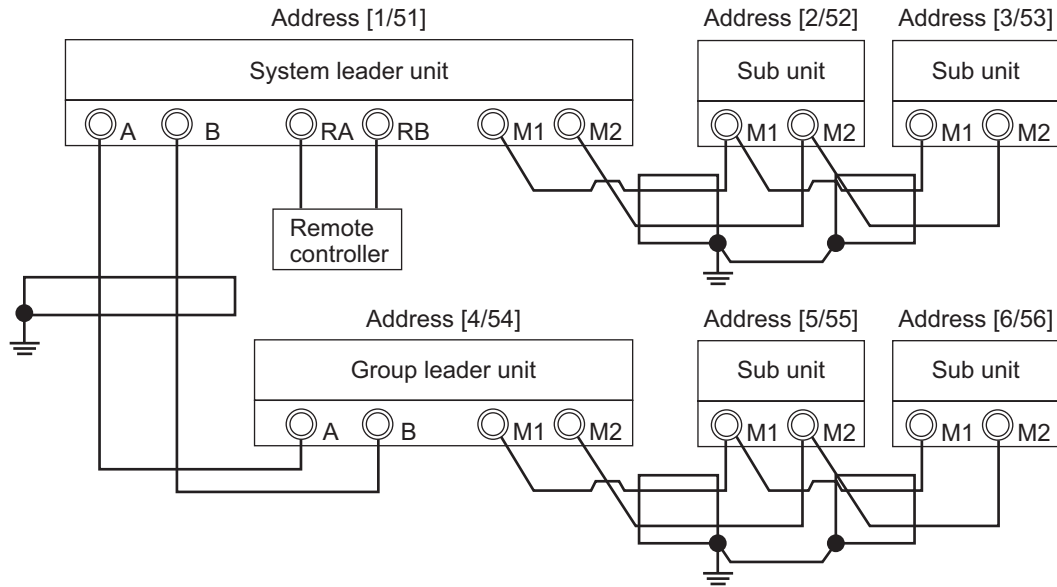 Address [1/51]
Address [2/52]
Address [3/53]
System leader unit
Sub unit
Sub unit
A
B
RA
RB
M1
M2
M1
M2
M1
M2
Remote
controller
Address [4/54]
Address [5/55]
Address [6/56]
Group leader unit
Sub unit
Sub unit
A
B
M1
M2
M1
M2
M1
M2